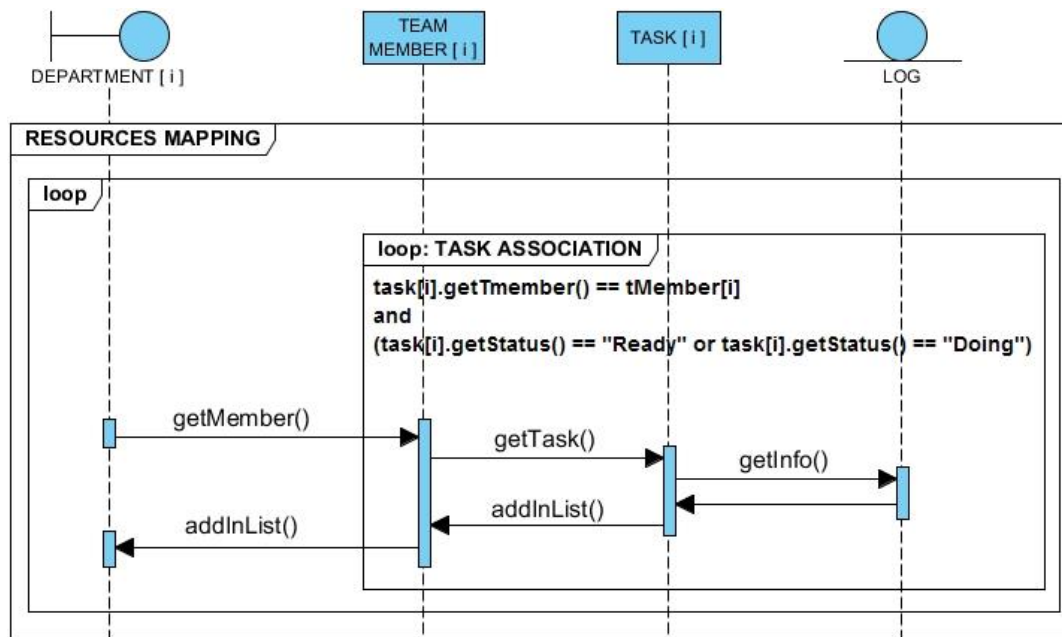 TEAM
MEMBER [ i ]
TASK [ i ]
DEPARTMENT [ i ]
LOG
RESOURCES MAPPING
loop
loop: TASK ASSOCIATION
task[i].getTmember() == tMember[i]
and
(task[i].getStatus() == "Ready" or task[i].getStatus() == "Doing")
getMember()
getTask()
getInfo()
addInList()
addInList()